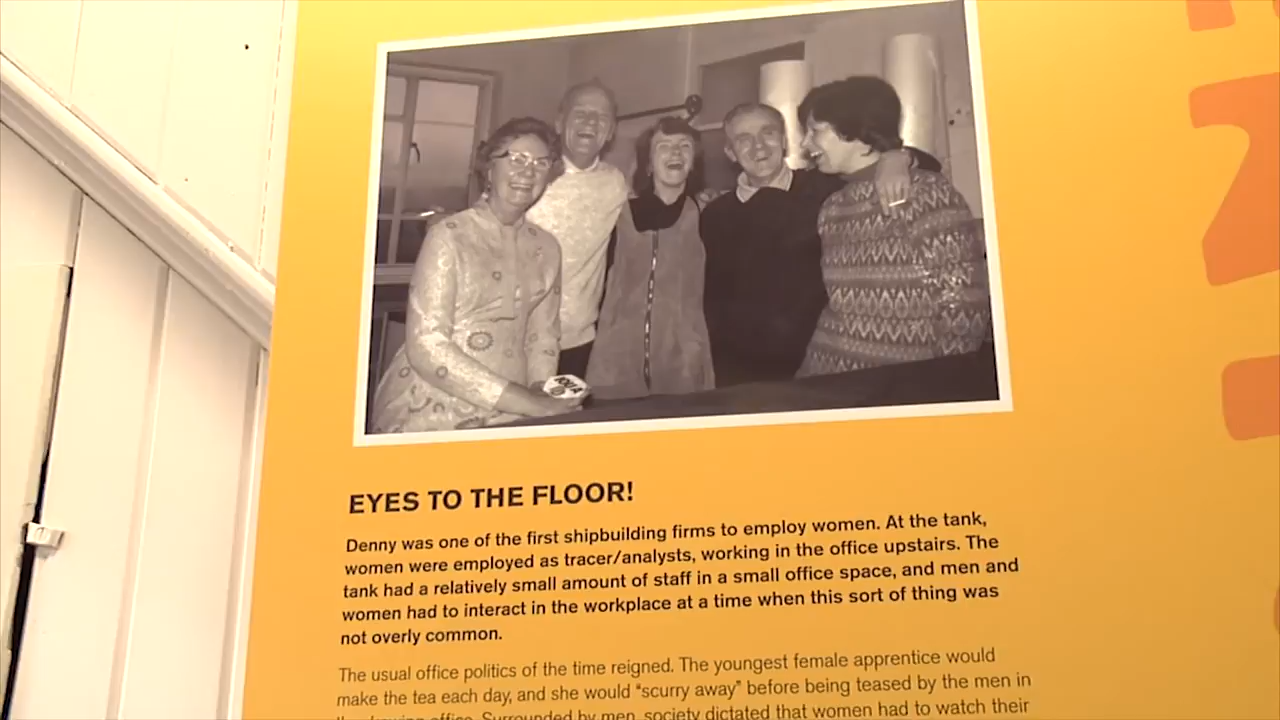 EYES TO THE FLOOR!
Denny was one of the first shipbuilding firms to employ women. At the tank,
women were employed as tracer/analysts, working in the office upstairs. The
tank had a relatively small amount of staff in a small office space, and men and
women had to interact in the workplace at a time when this sort of thing was
not overly common.
The usual office politics of the time reigned. The youngest female apprentice would
make the tea each day, and she would “scurry away” before being teased by the men in
office. Surrounded by men, society dictated that women had to watch their